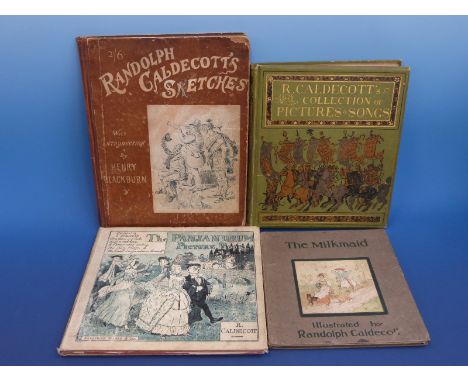 2/6
RANDOLPH
CALDECOTT'S
SKETCHES
WITH
INTRODUCTION
by
HENRY
BLACKBURN
R. CALDECOTT'S
COLLECTION OF
PICTURES & SONGS
The PANJANDRUM
PICTURE BOOK
R.
CALDECOTT
The Milkmaid
Illustrated by
Randolph Caldecott